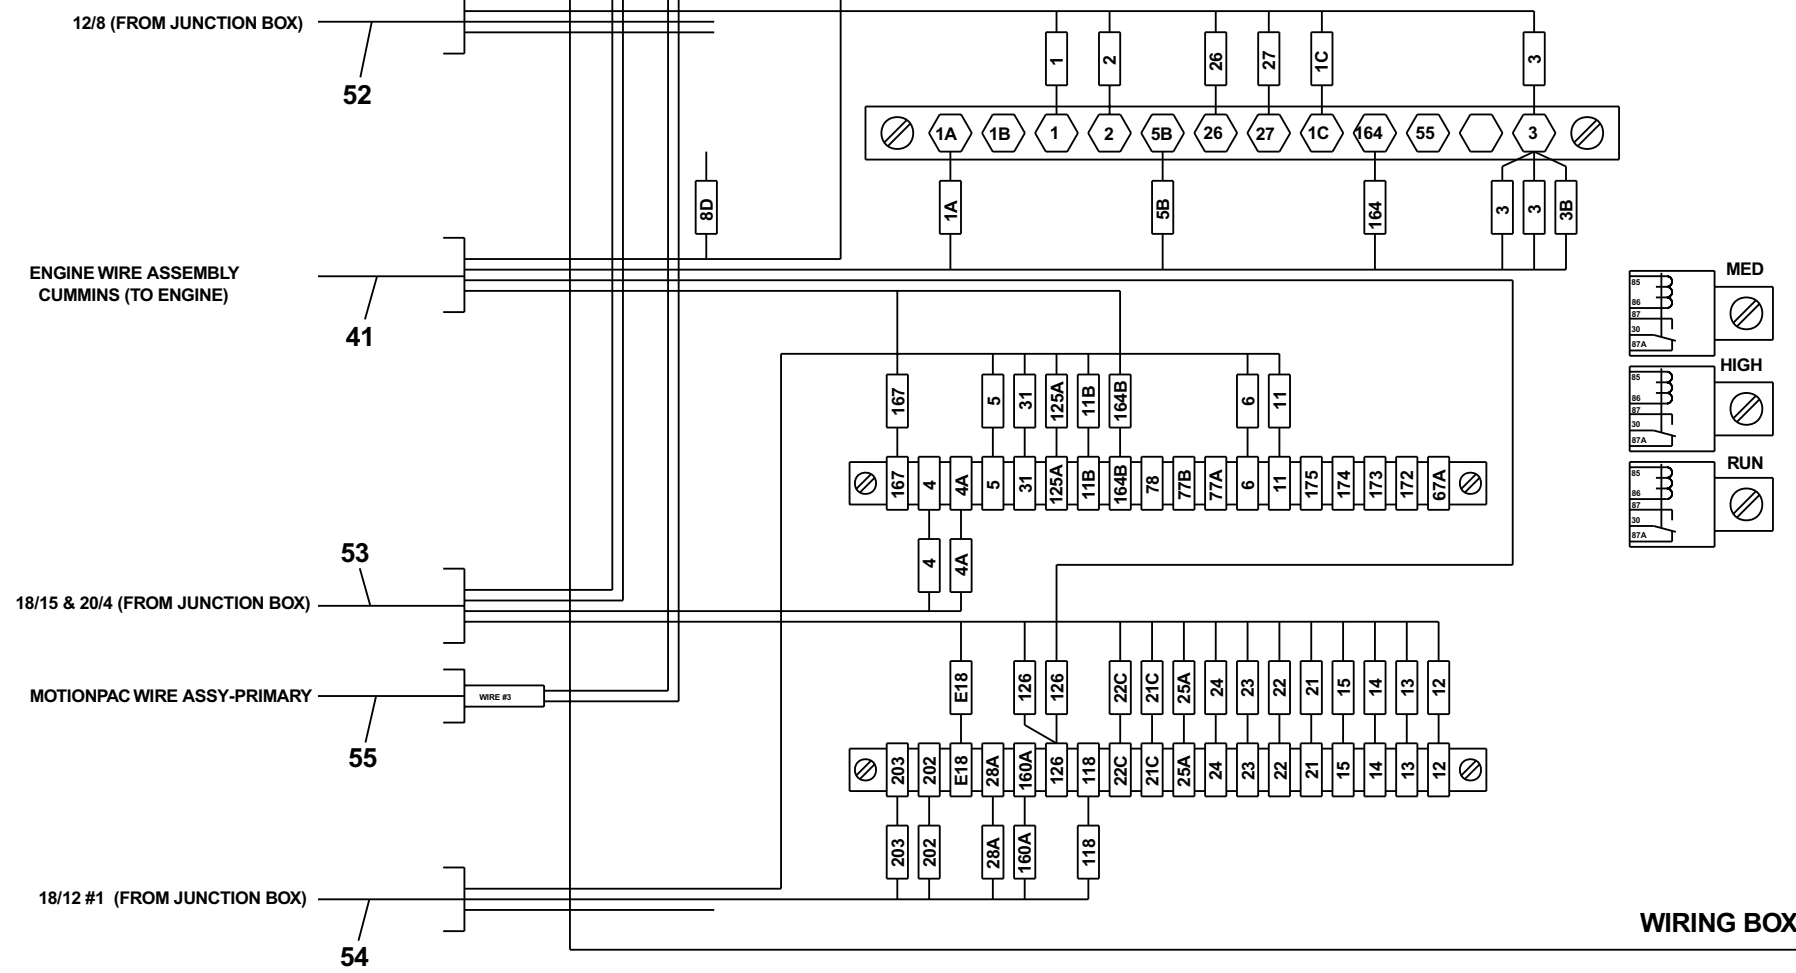 12/8 (FROM JUNCTION BOX)
52
1 2 26 27 1C 3
1A 1B 1 2 5B 26 27 1C 164 55 3
8D 1A 5B 164 3 3 3B
ENGINE WIRE ASSEMBLY
CUMMINS (TO ENGINE)
41
MED
85
86
87
30
87A
HIGH
85
86
87
30
87A
RUN
85
86
87
30
87A
167 5 31 125A 11B 164B 6 11
167 4 4A 5 31 125A 11B 164B 78 77B 77A 6 11 175 174 173 172 67A
4 4A
53
18/15 & 20/4 (FROM JUNCTION BOX)
MOTIONPAC WIRE ASSY-PRIMARY
WIRE #3
55
E18 126 126 22C 21C 25A 24 23 22 21 15 14 13 12
203 202 E18 28A 160A 126 118 22C 21C 25A 24 23 22 21 15 14 13 12
203 202 28A 160A 118
18/12 #1 (FROM JUNCTION BOX)
54
WIRING BOX